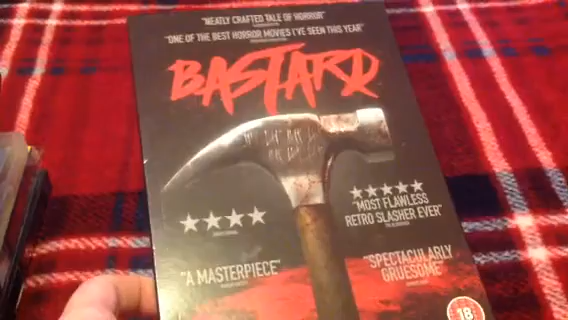 "NEATLY CRAFTED TALE OF HORROR"
"ONE OF THE BEST HORROR MOVIES I'VE SEEN THIS YEAR"
BASTARD
"MOST FLAWLESS
RETRO SLASHER EVER"
"A MASTERPIECE"
"SPECTACULARLY
GRUESOME"
18